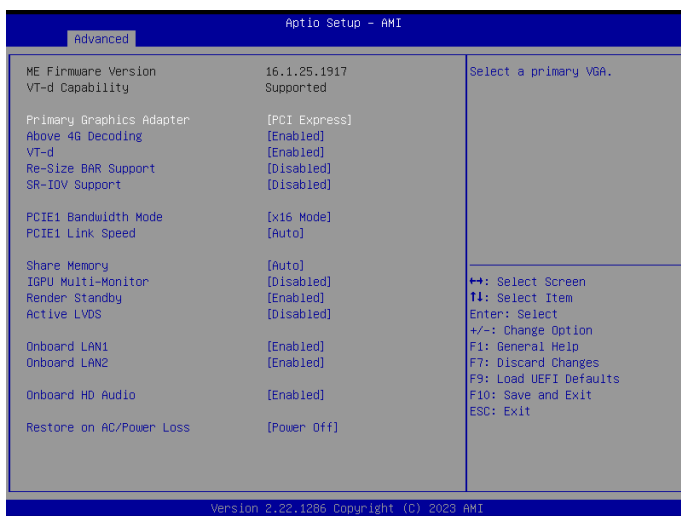 Aptio Setup – AMI
Advanced
ME Firmware Version 16.1.25.1917
VT-d Capability Supported
Primary Graphics Adapter [PCI Express]
Above 4G Decoding [Enabled]
VT-d [Enabled]
Re-Size BAR Support [Disabled]
SR-IOV Support [Disabled]
PCIE1 Bandwidth Mode [x16 Mode]
PCIE1 Link Speed [Auto]
Share Memory [Auto]
IGPU Multi-Monitor [Disabled]
Render Standby [Enabled]
Active LVDS [Disabled]
Onboard LAN1 [Enabled]
Onboard LAN2 [Enabled]
Onboard HD Audio [Enabled]
Restore on AC/Power Loss [Power Off]
Select a primary VGA.
↔: Select Screen
↑↓: Select Item
Enter: Select
+/-: Change Option
F1: General Help
F7: Discard Changes
F9: Load UEFI Defaults
F10: Save and Exit
ESC: Exit
Version 2.22.1286 Copyright (C) 2023 AMI